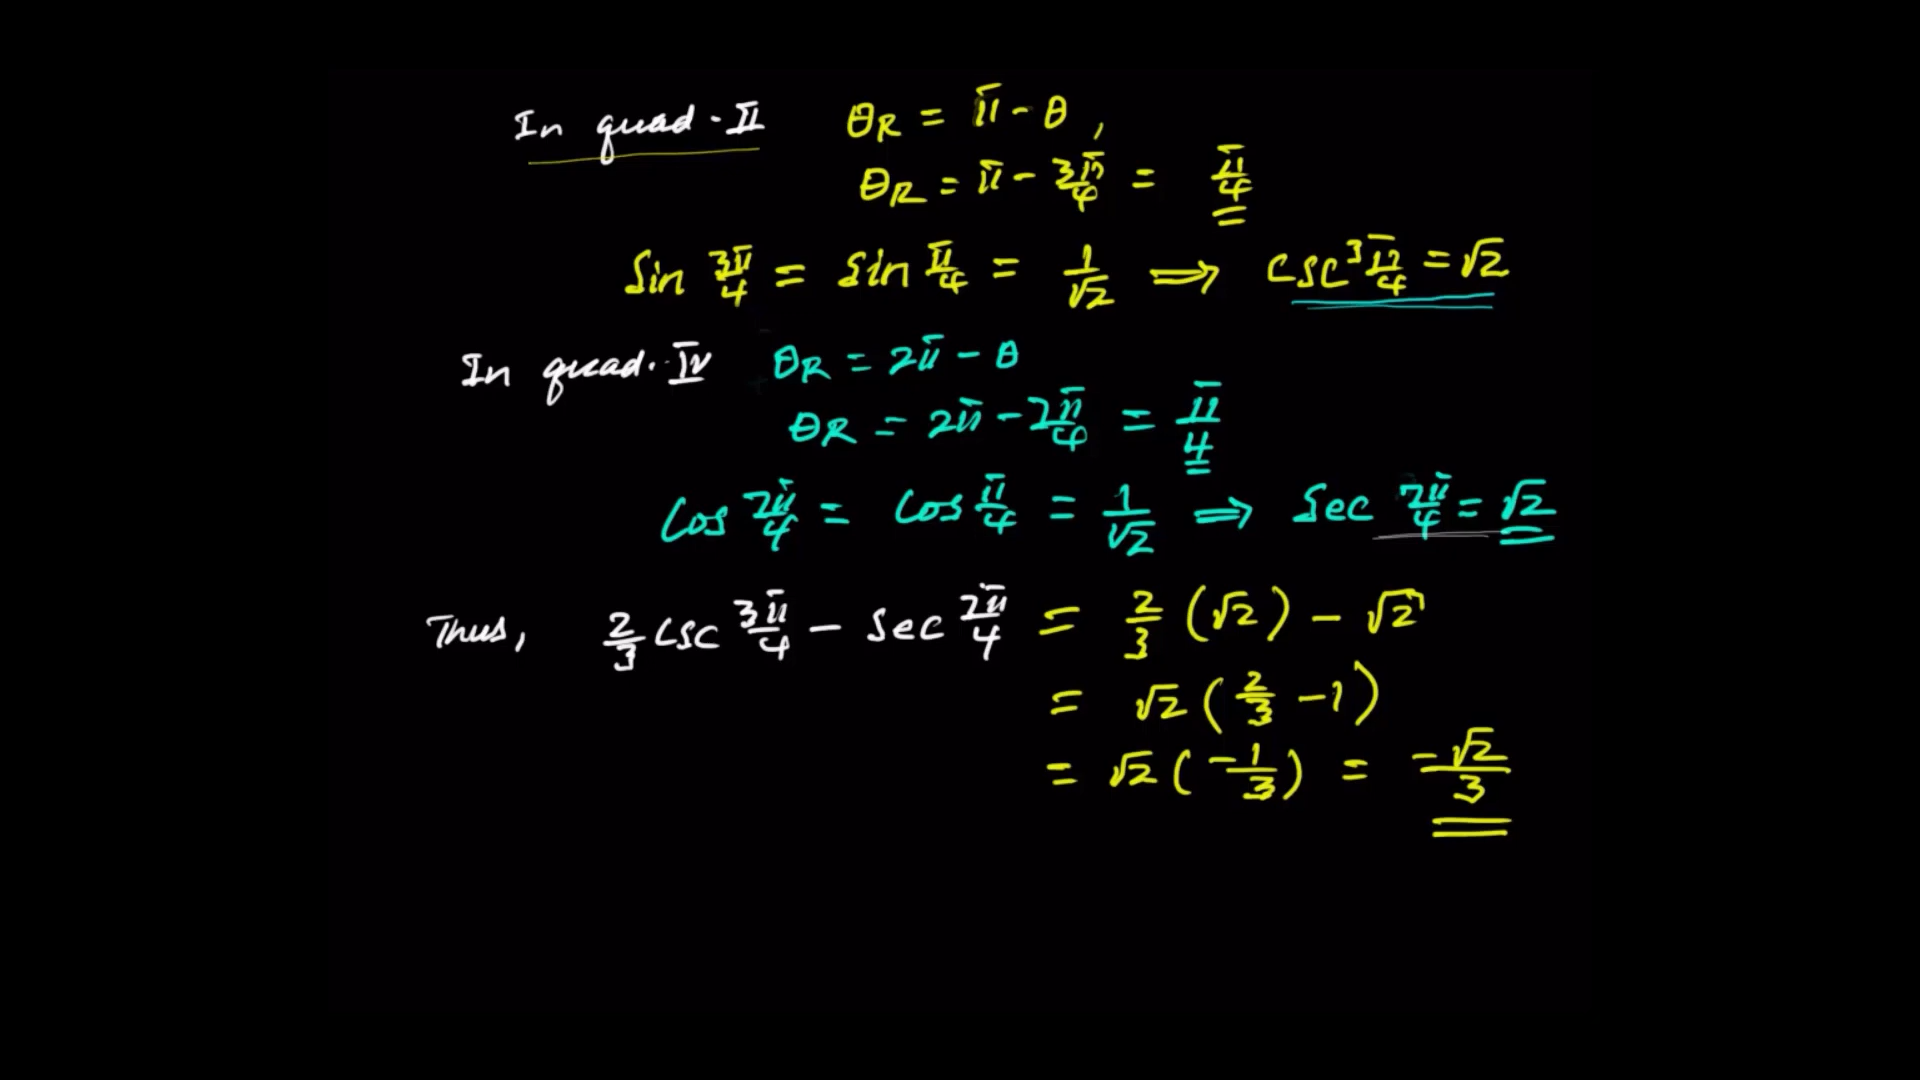 In quad. II θR = π - θ,
θR = π - 3π/4 = π/4
Sin 3π/4 = Sin π/4 = 1/√2 ⟹ csc 3π/4 = √2
In quad. IV θR = 2π - θ
θR = 2π - 7π/4 = π/4
Cos 7π/4 = Cos π/4 = 1/√2 ⟹ Sec 7π/4 = √2
Thus, 2/3 csc 3π/4 - Sec 7π/4 = 2/3 (√2) - √2
= √2 (2/3 - 1)
= √2 (-1/3) = -√2/3